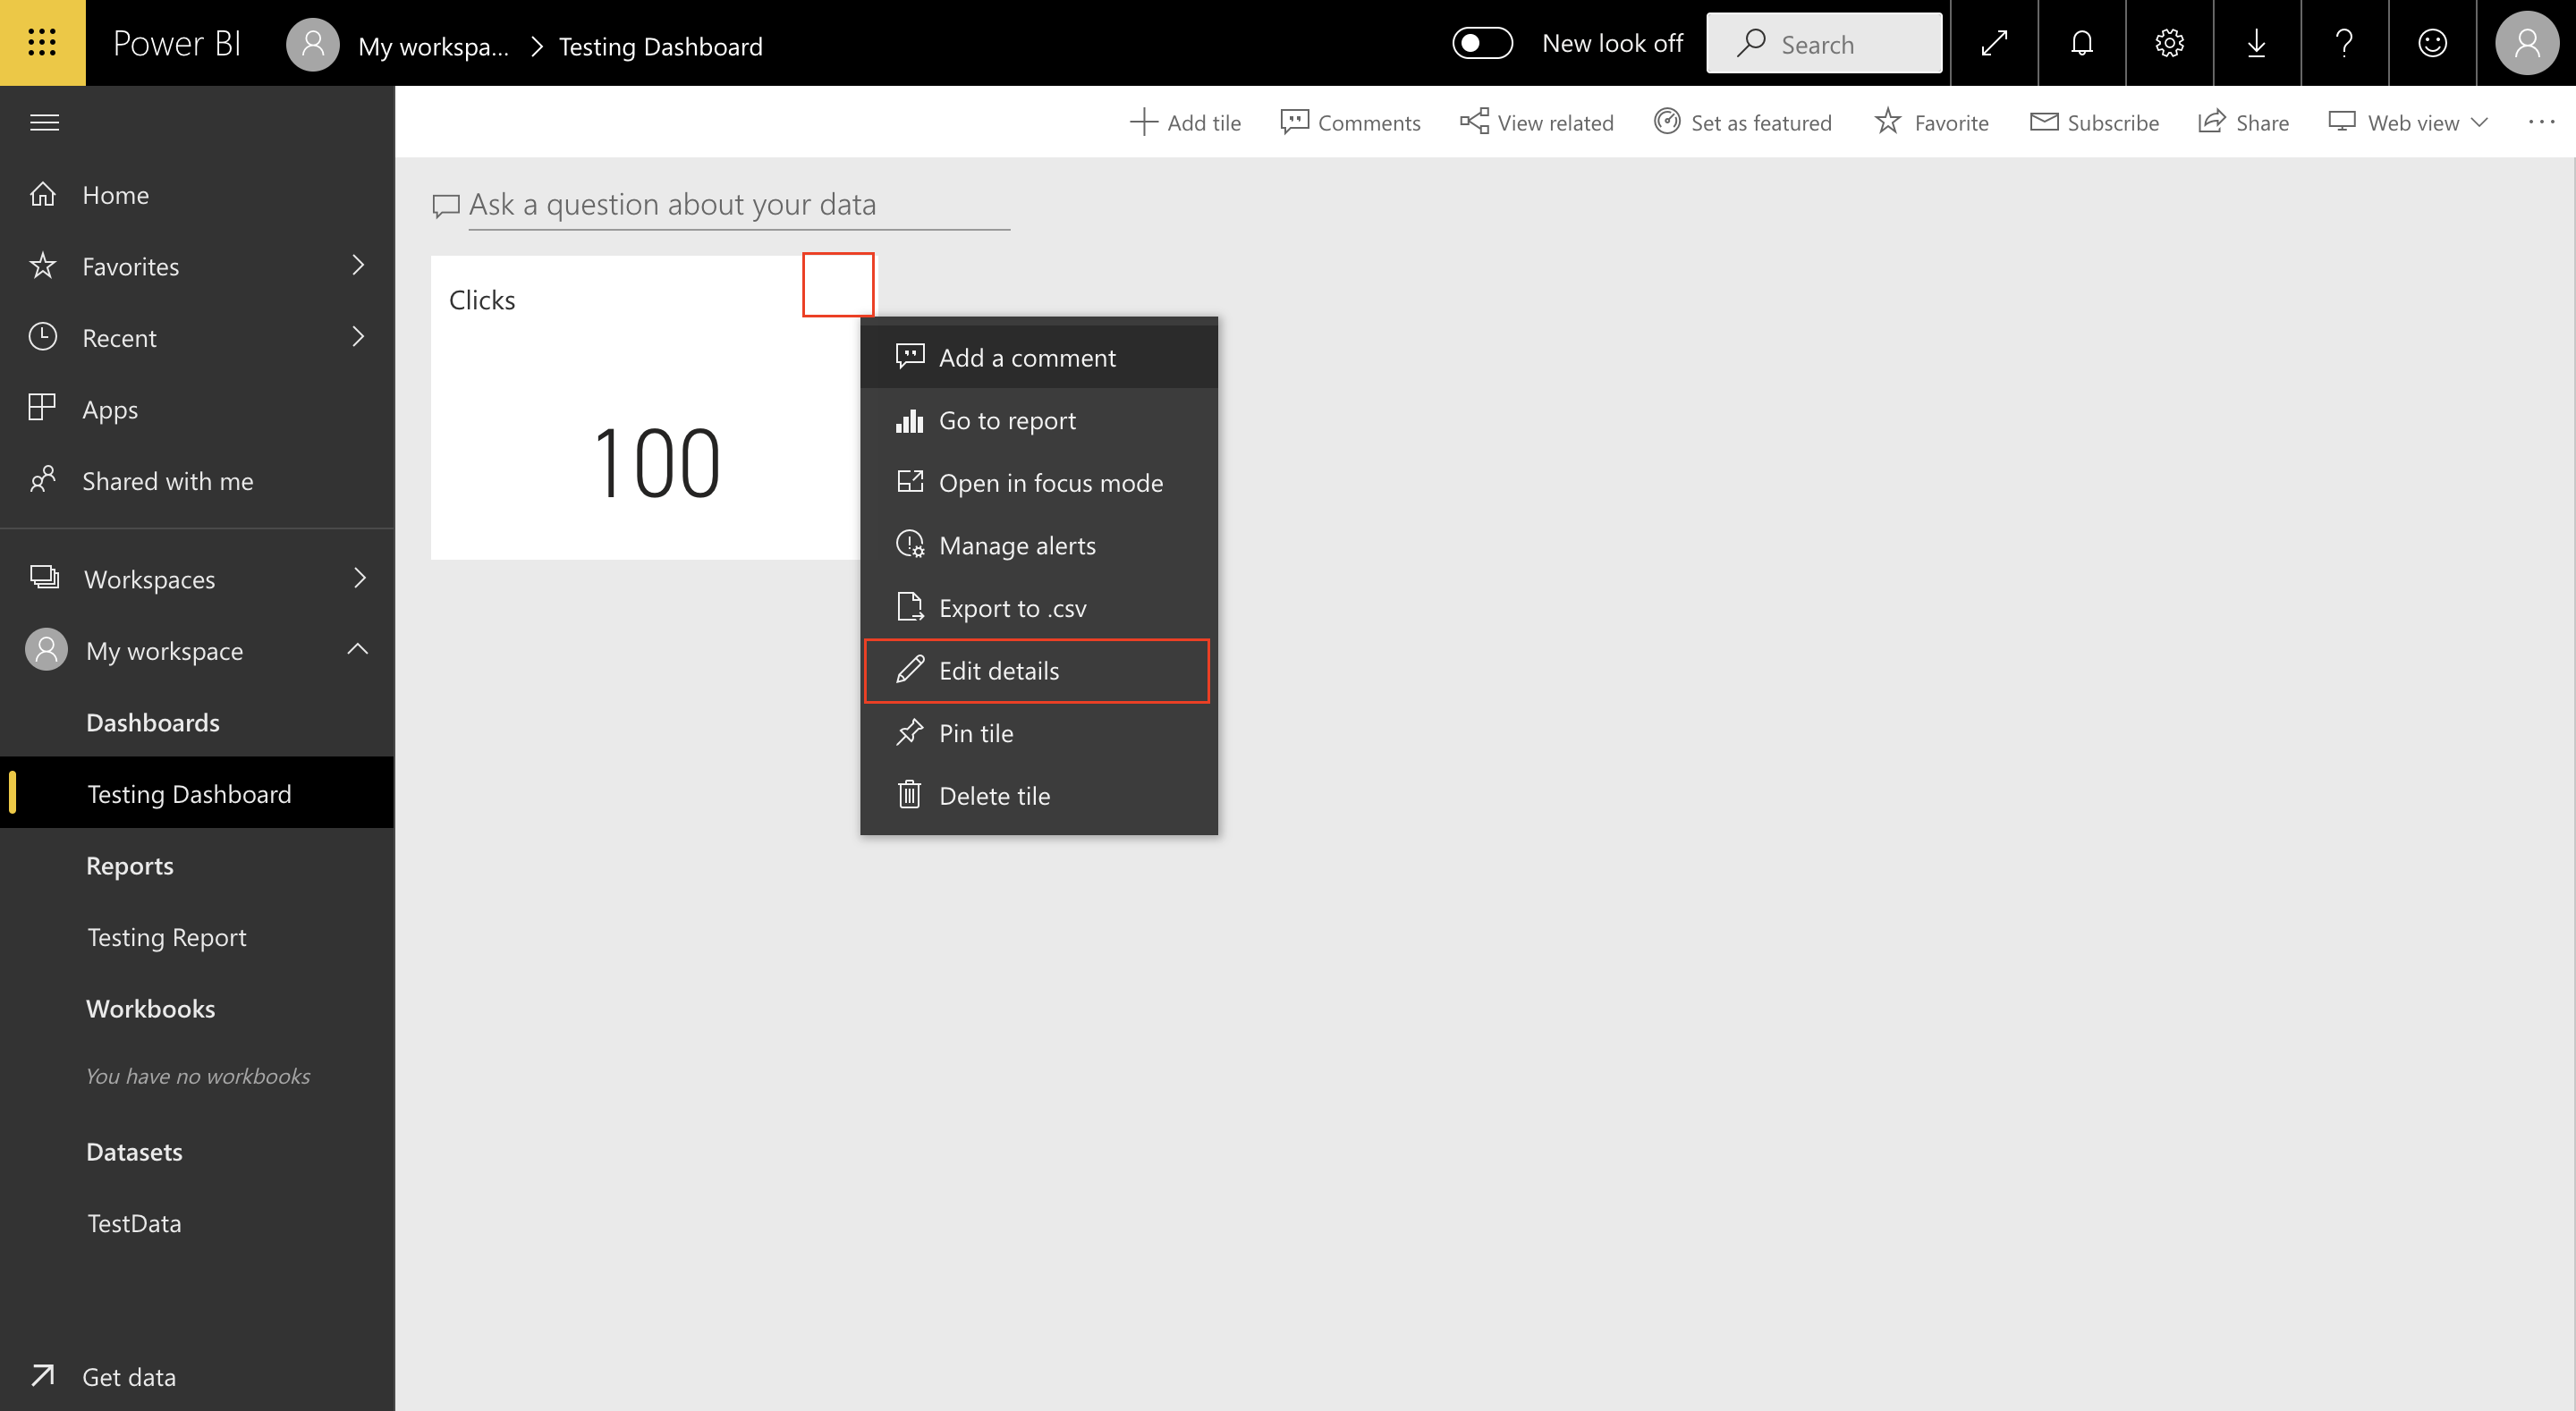 Power BI
My workspa... > Testing Dashboard
New look off
Search
Add tile
Comments
View related
Set as featured
Favorite
Subscribe
Share
Web view
Home
Favorites
Recent
Apps
Shared with me
Workspaces
My workspace
Dashboards
Testing Dashboard
Reports
Testing Report
Workbooks
You have no workbooks
Datasets
TestData
Get data
Ask a question about your data
Clicks
100
Add a comment
Go to report
Open in focus mode
Manage alerts
Export to .csv
Edit details
Pin tile
Delete tile